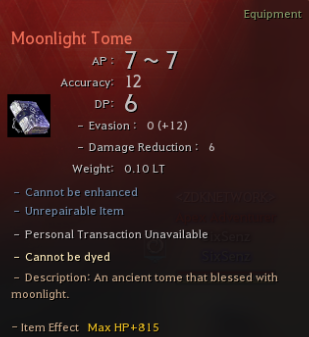 Equipment
Moonlight Tome
AP : 7 ~ 7
Accuracy: 12
DP: 6
- Evasion : 0 (+12)
- Damage Reduction : 6
Weight: 0.10 LT
- Cannot be enhanced
- Unrepairable Item
- Personal Transaction Unavailable
- Cannot be dyed
- Description: An ancient tome that blessed with
moonlight.
- Item Effect Max HP+815